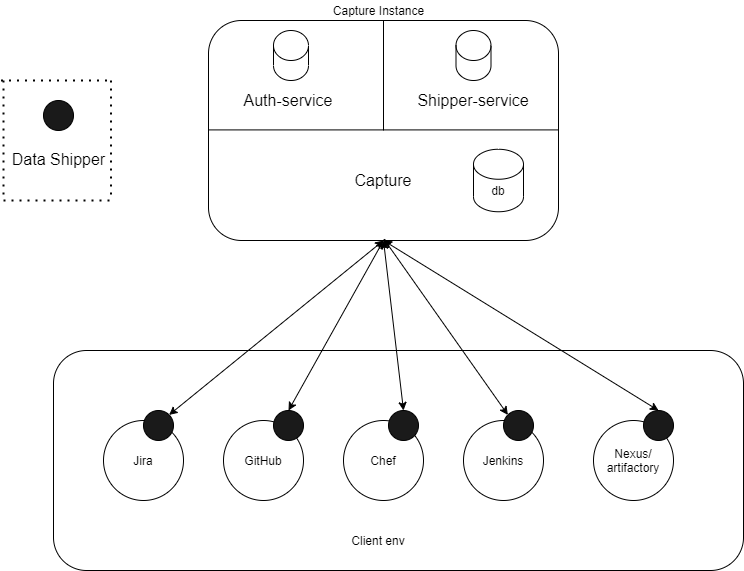 Capture Instance
Auth-service
Shipper-service
Data Shipper
Capture
db
Jira
GitHub
Chef
Jenkins
Nexus/
artifactory
Client env